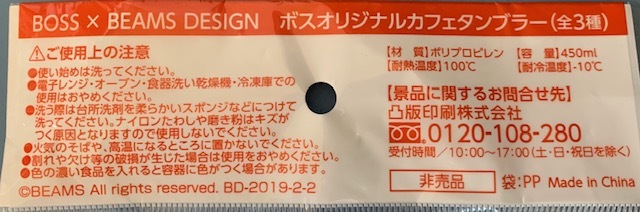 BOSS × BEAMS DESIGN ボスオリジナルカフェタンブラー(全3種)
⚠ご使用上の注意
●使い始めは洗ってください。
●電子レンジ・オーブン・食器洗い乾燥機・冷凍庫での
使用はおやめください。
●洗う際は台所洗剤を柔らかいスポンジなどにつけて
洗ってください。ナイロンたわしや磨き粉はキズが
つく原因となりますので使用しないでください。
●火気のそばや、高温になるところに置かないでください。
●割れや欠け等の破損が生じた場合は使用をおやめください。
●色の濃い食品を入れると容器に色がつく場合があります。
©BEAMS All rights reserved. BD-2019-2-2
【材 質】ポリプロピレン 【容 量】450ml
【耐熱温度】100℃ 【耐冷温度】-10℃
【景品に関するお問合せ先】
凸版印刷株式会社
0120-108-280
受付時間/10:00~17:00(土・日・祝日を除く)
非売品 袋:PP Made in China